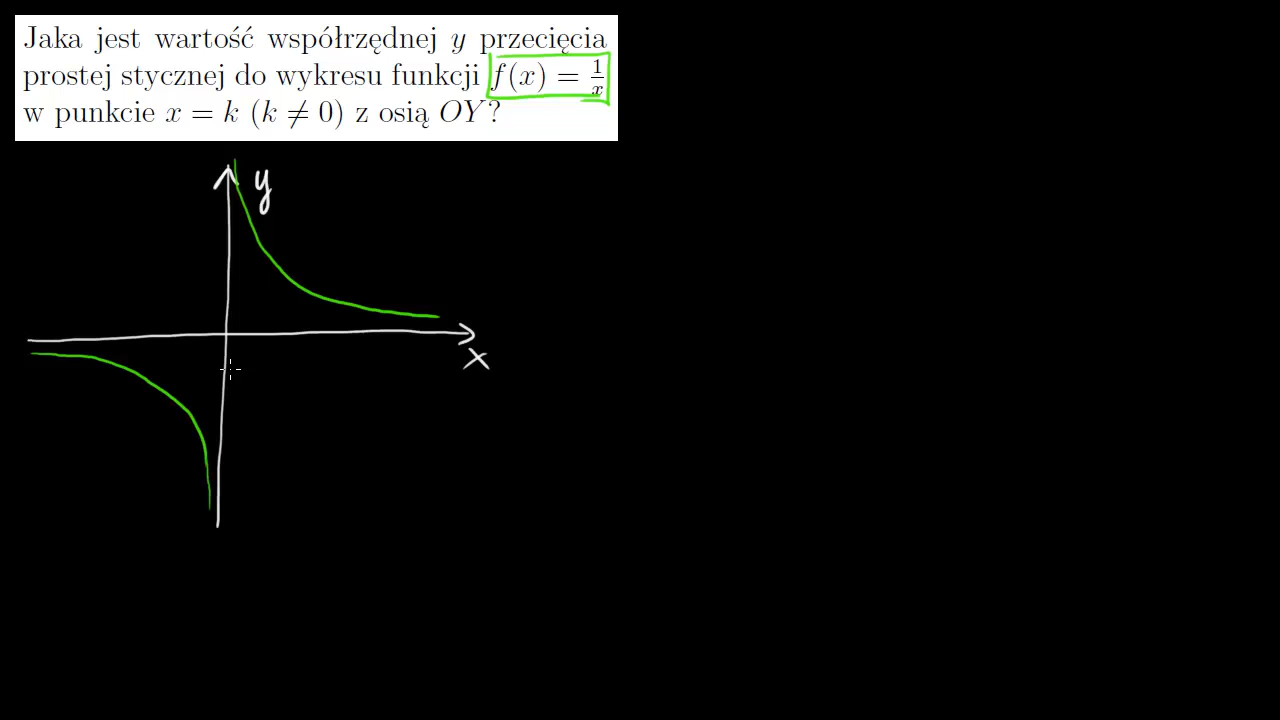 Jaka jest wartość współrzędnej y przecięcia
prostej stycznej do wykresu funkcji f(x) = 1/x
w punkcie x = k (k ≠ 0) z osią OY?
y
x